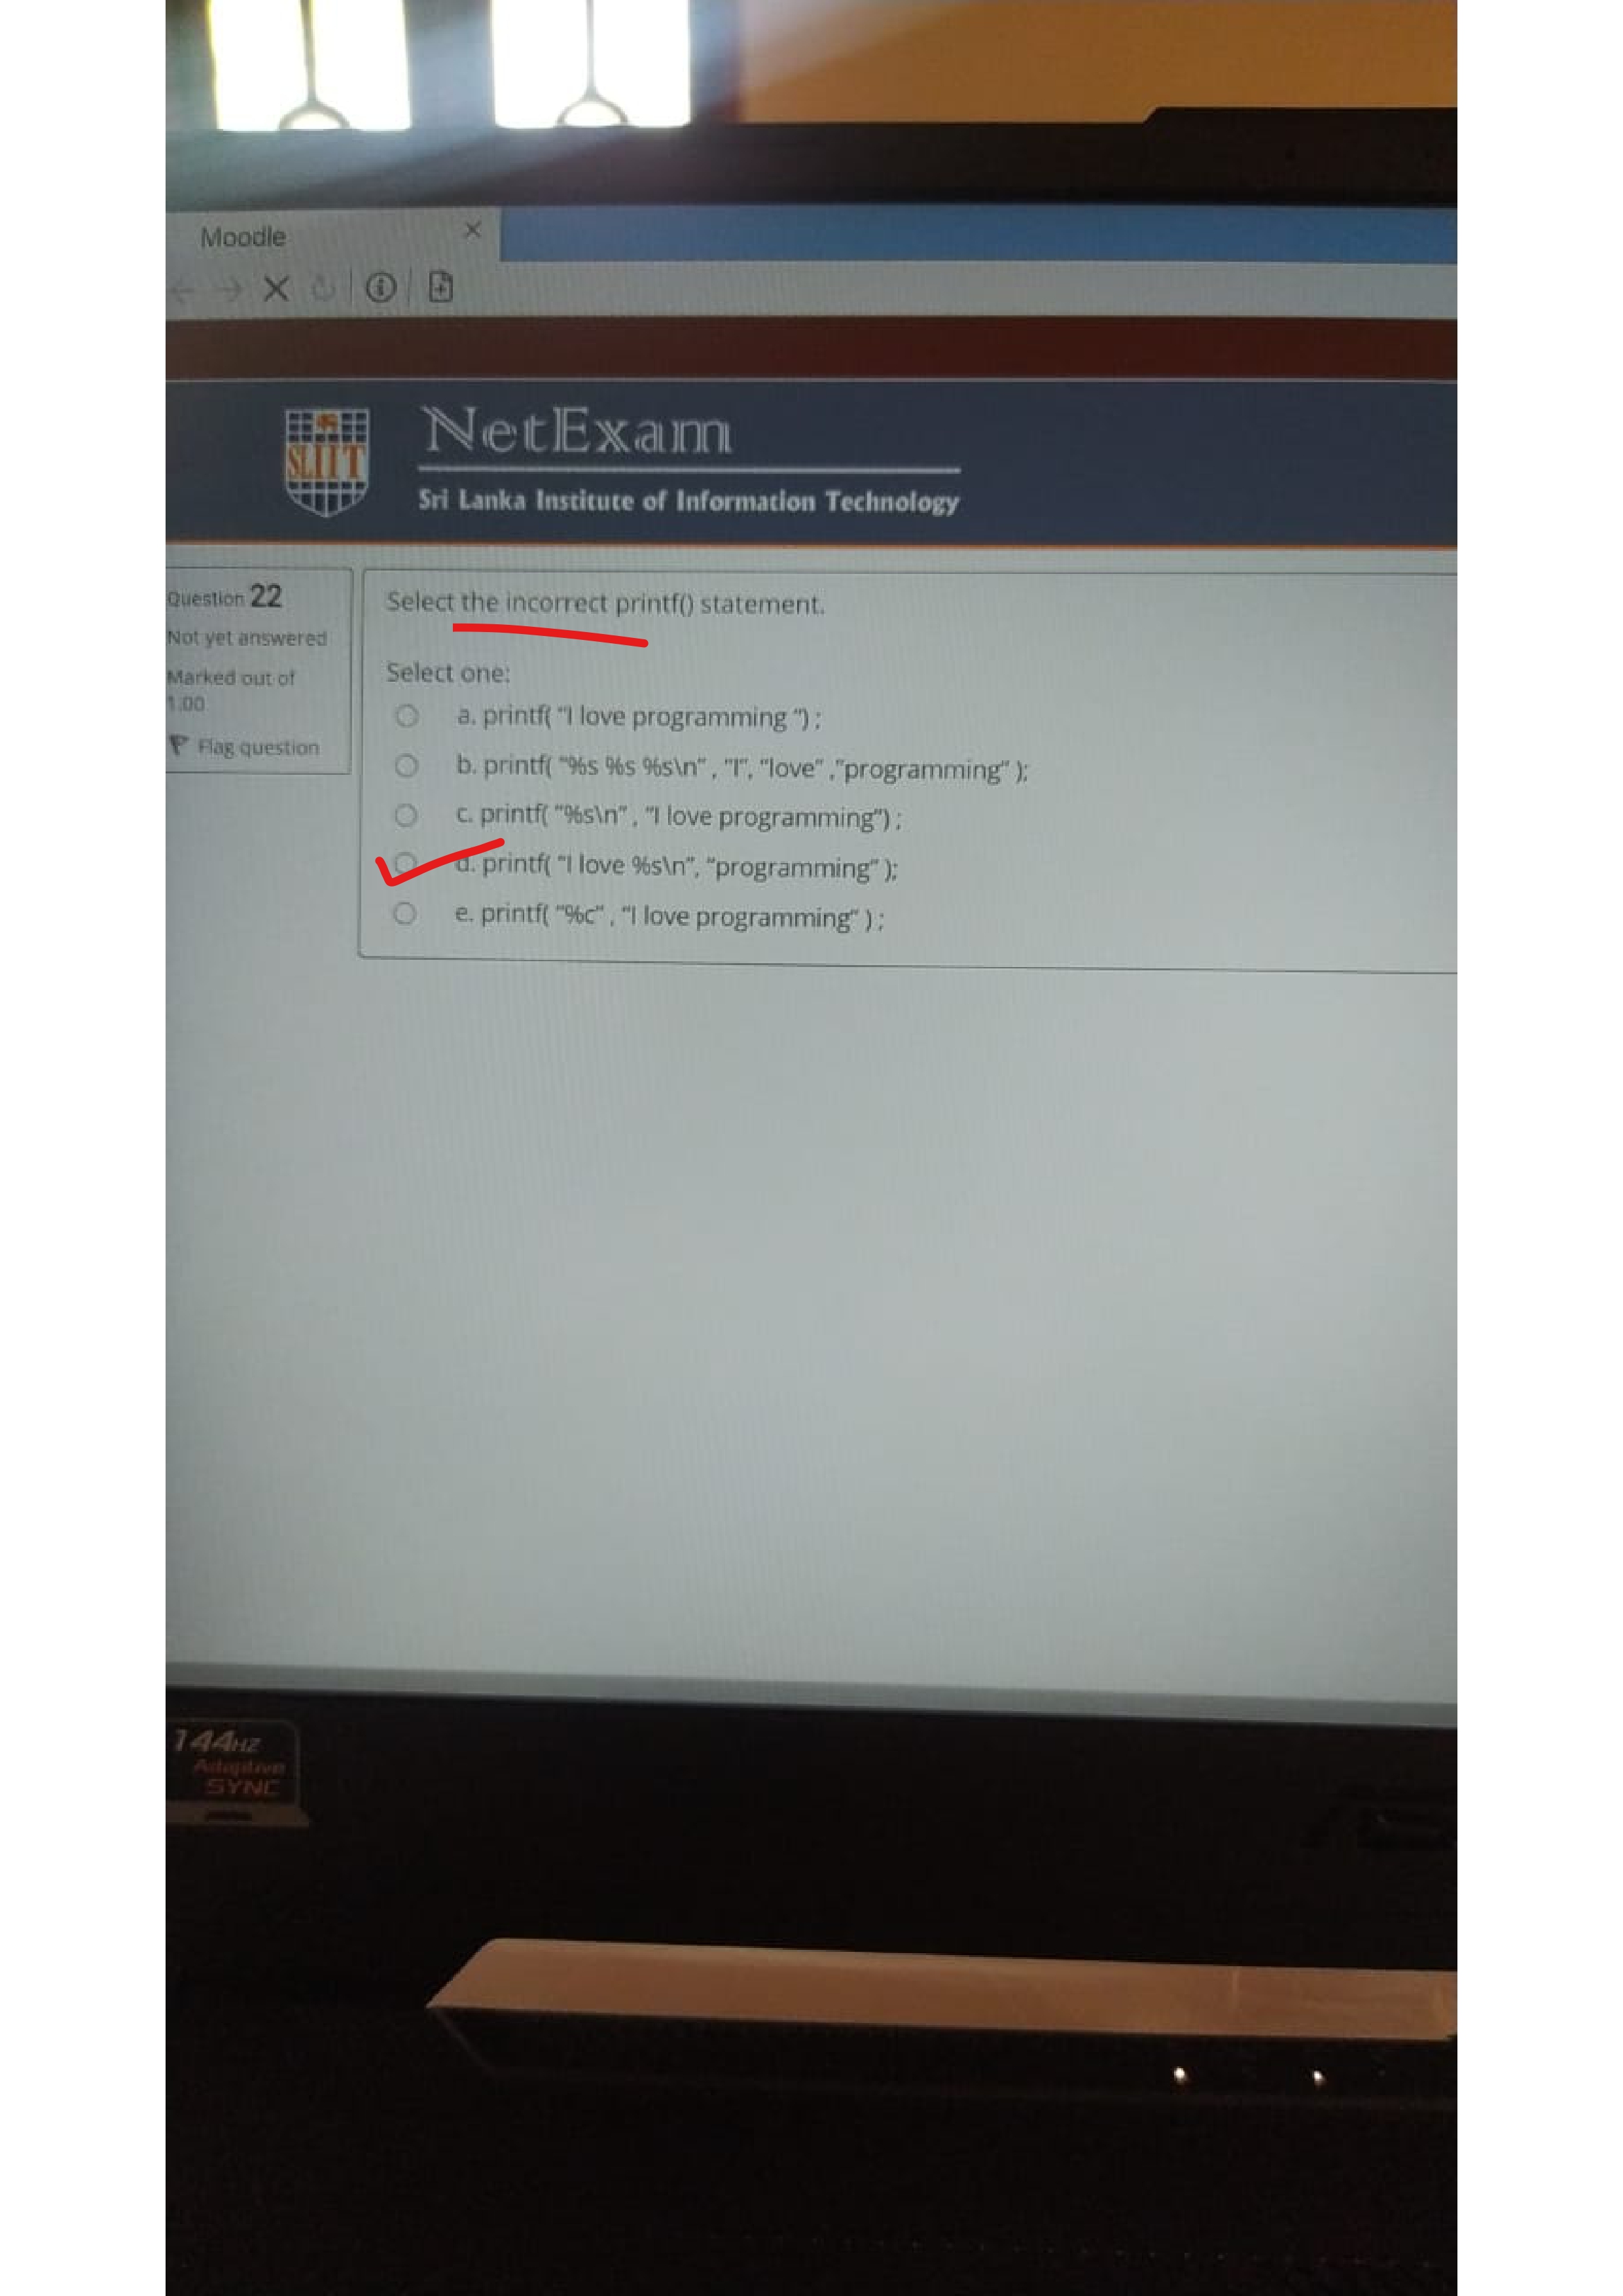 Moodle
NetExam
SLIIT
Sri Lanka Institute of Information Technology
Question 22
Not yet answered
Marked out of
1.00
Flag question
Select the incorrect printf() statement.
Select one:
a. printf( “I love programming “) ;
b. printf( “%s %s %s\n” , “I”, “love” ,“programming” );
c. printf( “%s\n” , “I love programming”) ;
d. printf( “I love %s\n”, “programming” );
e. printf( “%c” , “I love programming” ) ;
144HZ
Adaptive
SYNC